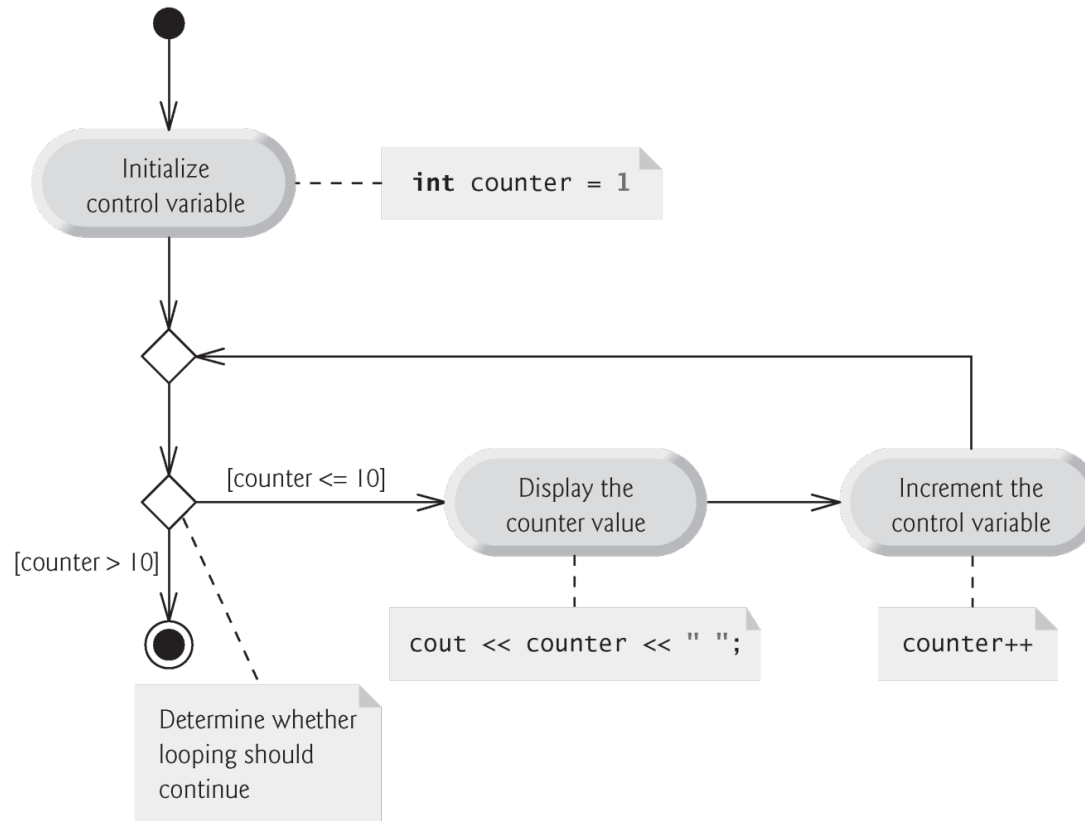 Initialize
control variable
int counter = 1
[counter <= 10]
Display the
counter value
Increment the
control variable
[counter > 10]
cout << counter << " ";
counter++
Determine whether
looping should
continue